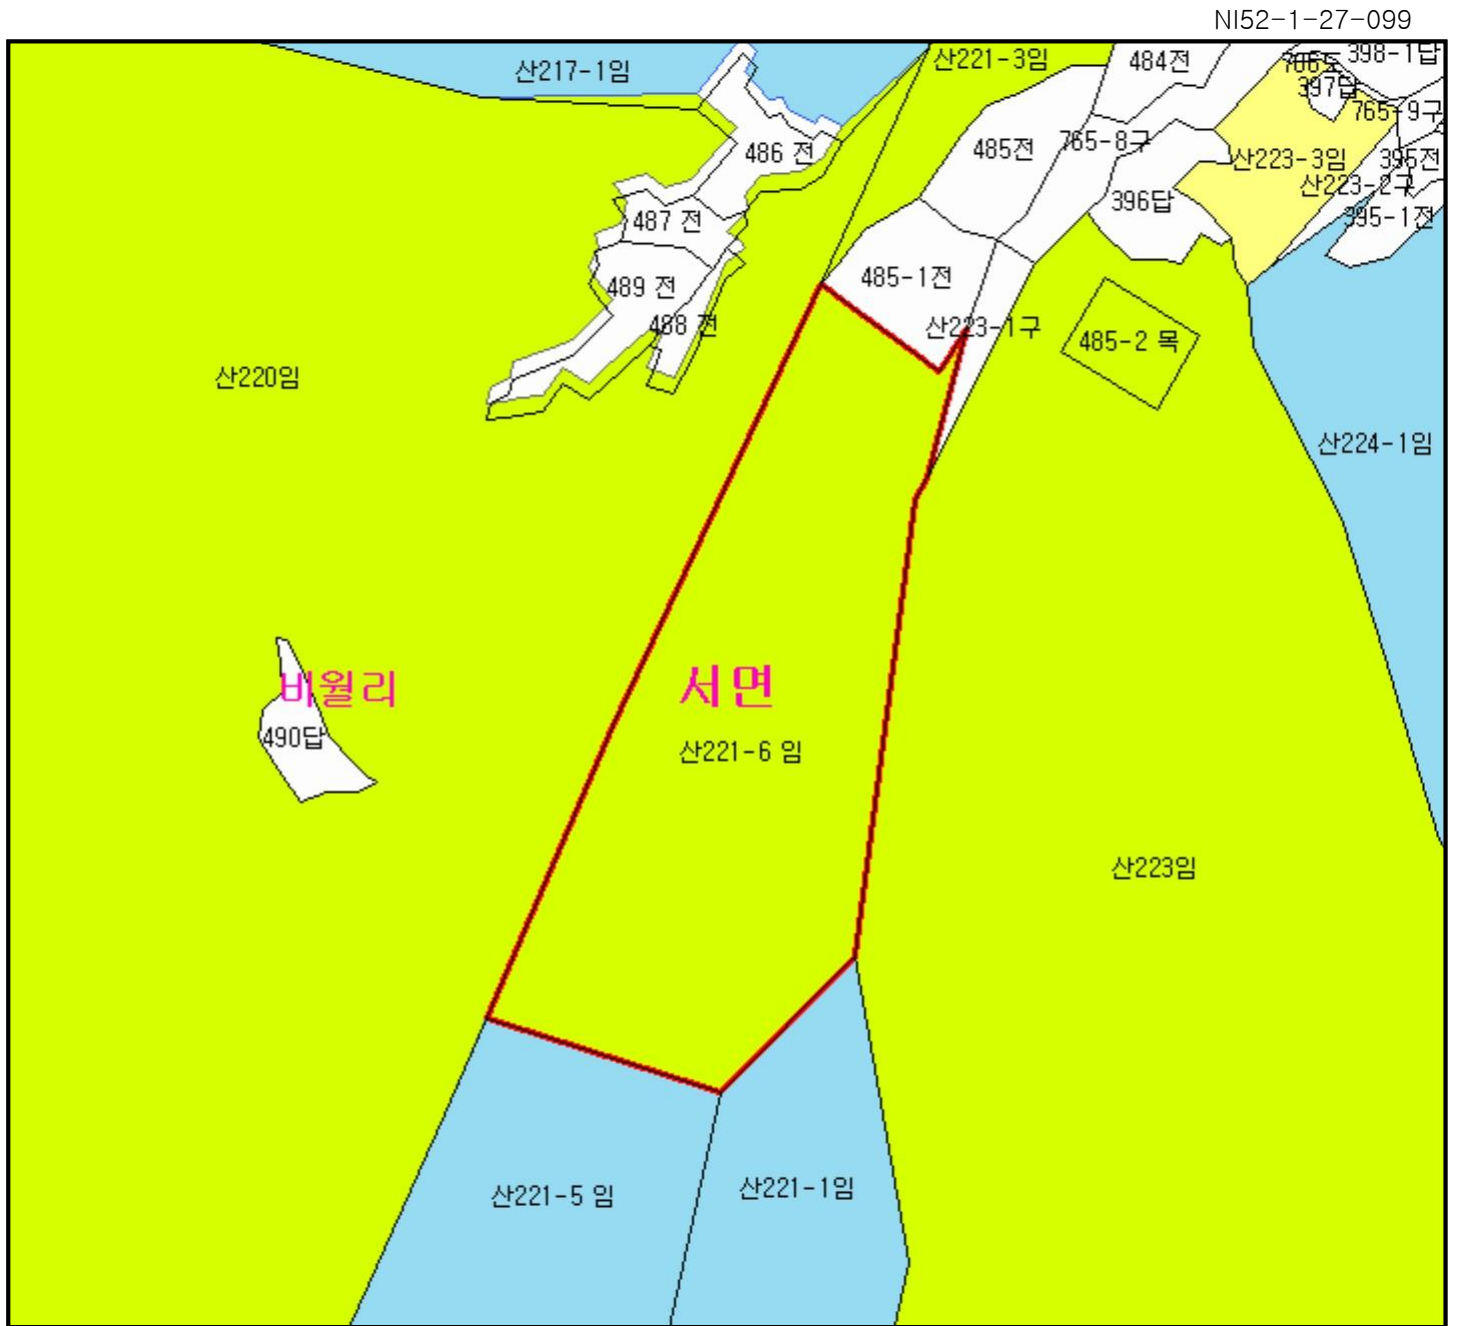 NI52-1-27-099
산217-1임
산221-3임
484전
398-1답
397답
765-9구
486 전
485전
765-8구
산223-3임
395전
산223-2구
396답
395-1전
487 전
489 전
485-1전
488 전
산223-1구
485-2 목
산220임
산224-1임
비월리
서면
490답
산221-6 임
산223임
산221-5 임
산221-1임